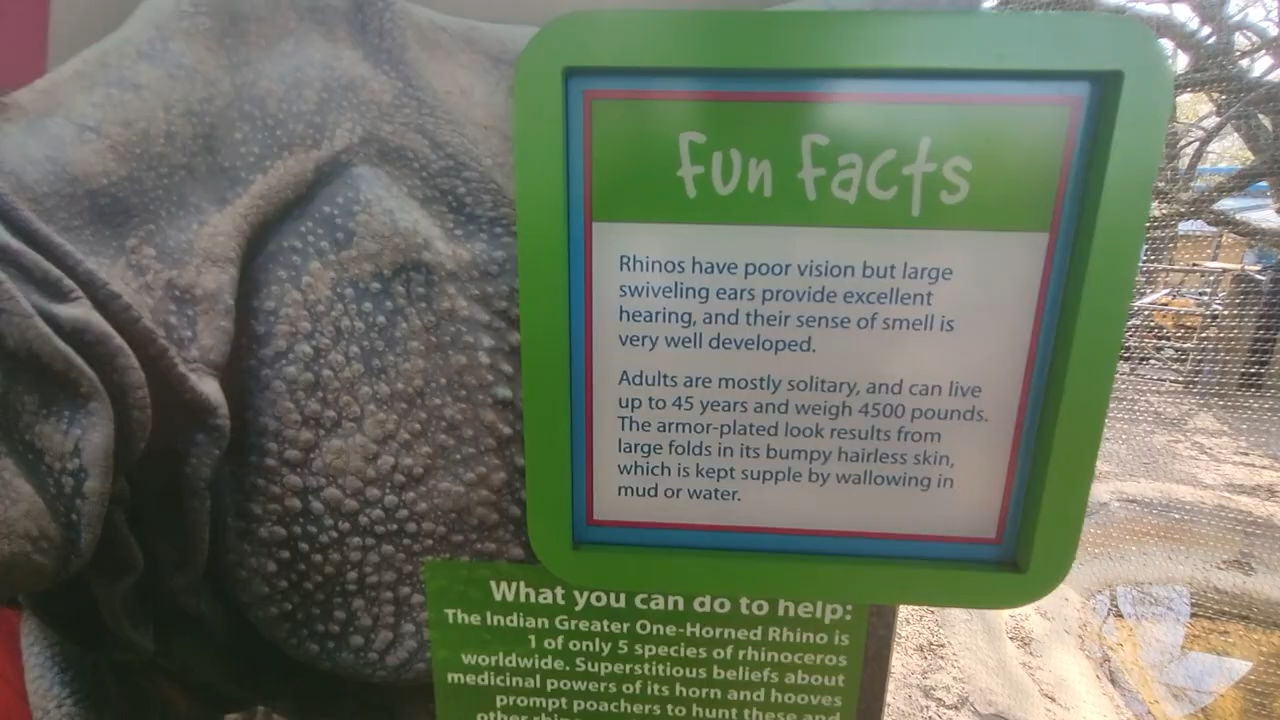 Fun Facts
Rhinos have poor vision but large
swiveling ears provide excellent
hearing, and their sense of smell is
very well developed.
Adults are mostly solitary, and can live
up to 45 years and weigh 4500 pounds.
The armor-plated look results from
large folds in its bumpy hairless skin,
which is kept supple by wallowing in
mud or water.
What you can do to help:
The Indian Greater One-Horned Rhino is
1 of only 5 species of rhinoceros
worldwide. Superstitious beliefs about
medicinal powers of its horn and hooves
prompt poachers to hunt these and
other